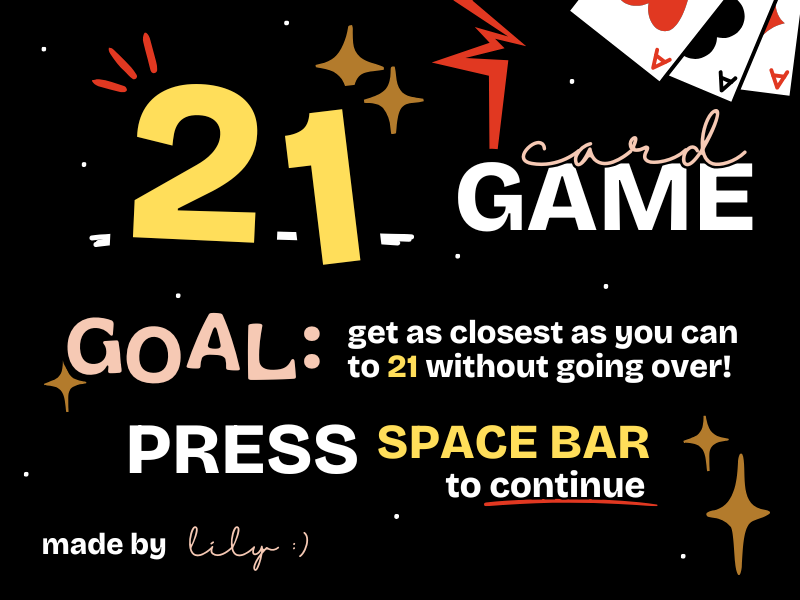 A A A
21
card
GAME
GOAL:
get as closest as you can
to 21 without going over!
PRESS SPACE BAR
to continue
made by lily :)